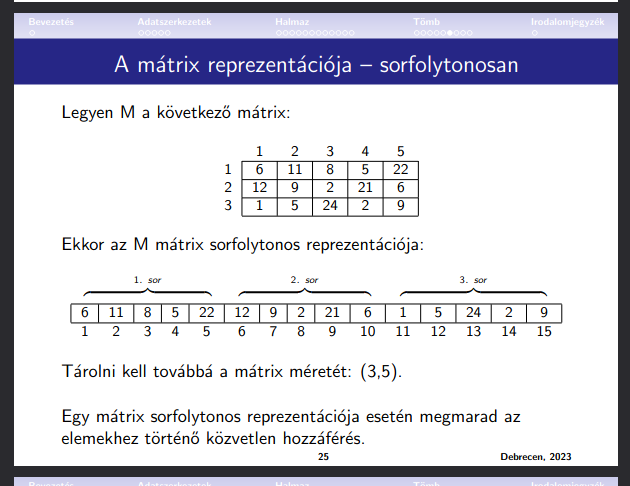 Bevezetés Adatszerkezetek Halmaz Tömb Irodalomjegyzék
A mátrix reprezentációja – sorfolytonosan
Legyen M a következő mátrix:
1 2 3 4 5
1 6 11 8 5 22
2 12 9 2 21 6
3 1 5 24 2 9
Ekkor az M mátrix sorfolytonos reprezentációja:
1. sor 2. sor 3. sor
6 11 8 5 22 12 9 2 21 6 1 5 24 2 9
1 2 3 4 5 6 7 8 9 10 11 12 13 14 15
Tárolni kell továbbá a mátrix méretét: (3,5).
Egy mátrix sorfolytonos reprezentációja esetén megmarad az
elemekhez történő közvetlen hozzáférés.
25 Debrecen, 2023
Bevezetés Adatszerkezetek Halmaz Tömb Irodalomjegyzék